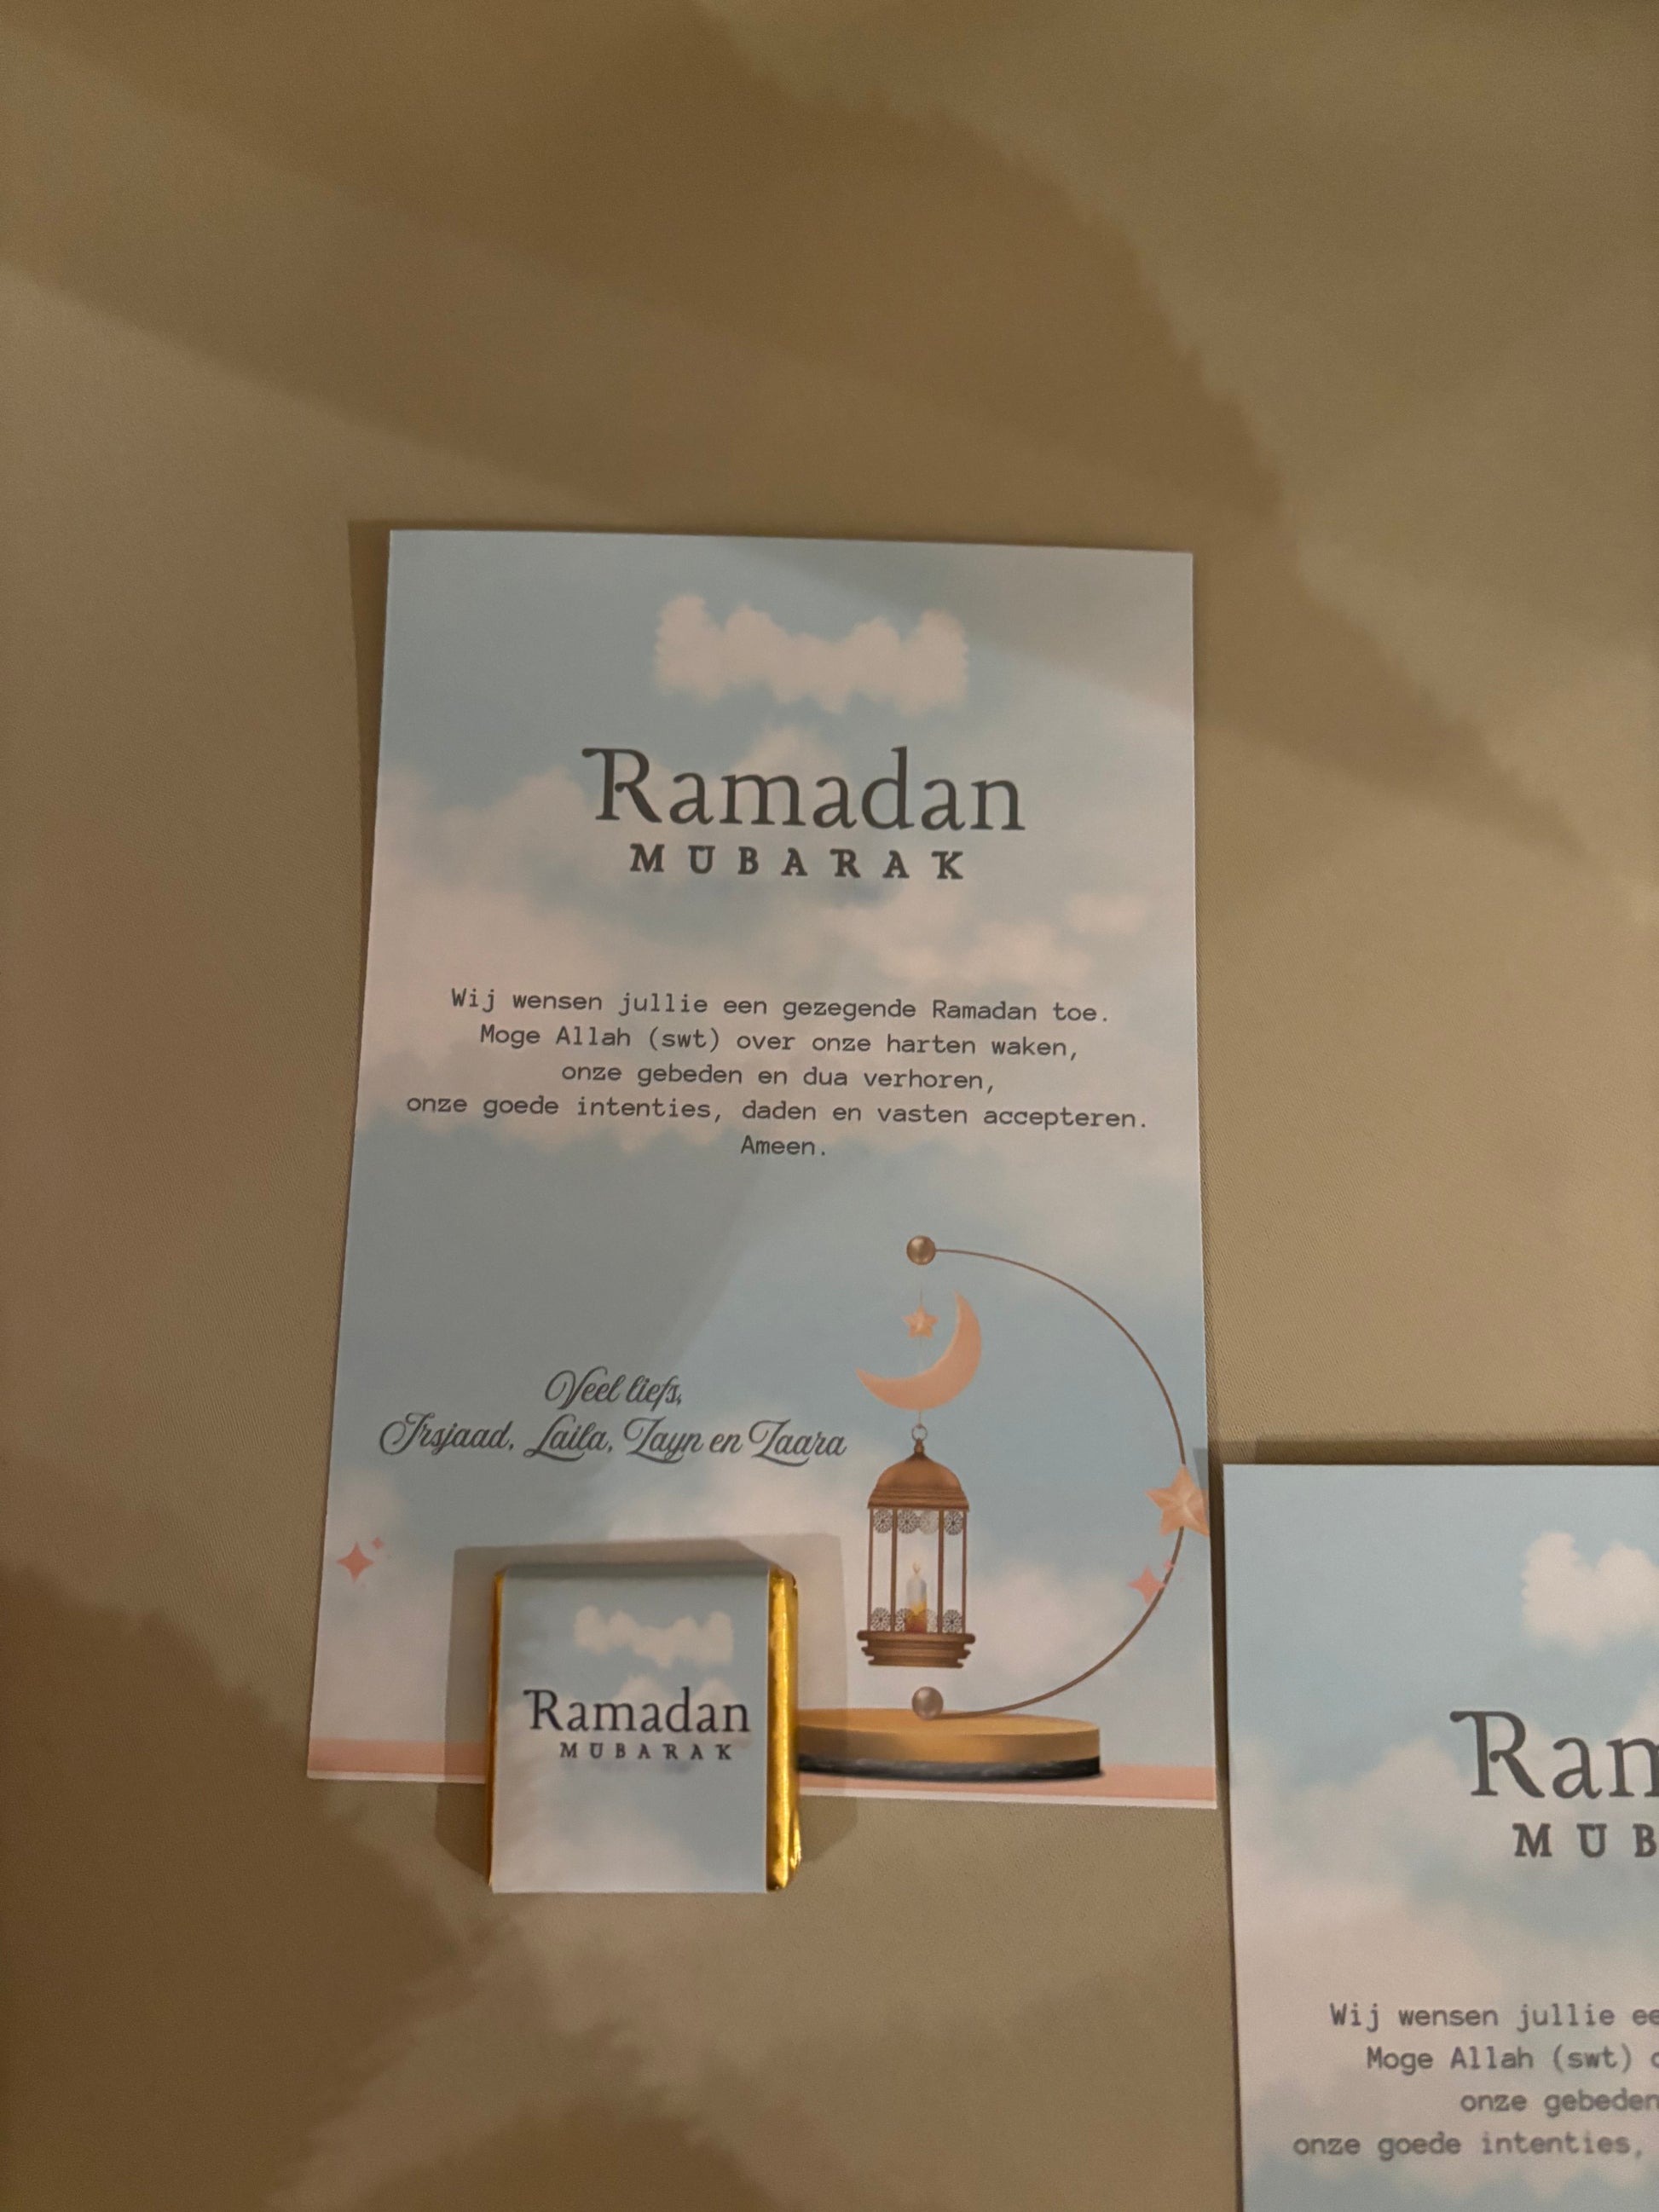 Ramadan
MUBARAK
Wij wensen jullie een gezegende Ramadan toe.
Moge Allah (swt) over onze harten waken,
onze gebeden en dua verhoren,
onze goede intenties, daden en vasten accepteren.
Ameen.
Veel liefs,
Irsjaad, Laila, Zayn en Zaara
Ramadan
MUBARAK
Ram
MUB
Wij wensen jullie ee
Moge Allah (swt) o
onze gebeden
onze goede intenties,